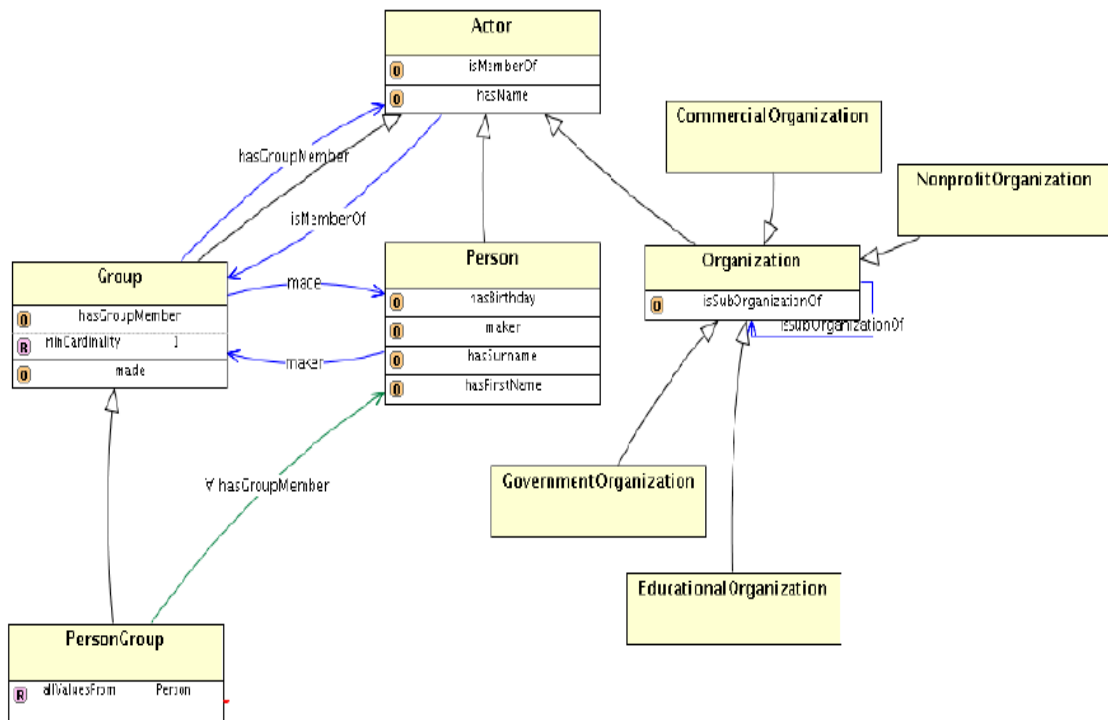 Actor
O isMemberOf
O hasName
CommercialOrganization
NonprofitOrganization
hasGroupMember
isMemberOf
Group
O hasGroupMember
R minCardinality 1
O made
made
maker
Person
O hasBirthday
O maker
O hasSurname
O hasFirstName
Organization
O isSubOrganizationOf
isSubOrganizationOf
∀ hasGroupMember
GovernmentOrganization
EducationalOrganization
PersonGroup
R allValuesFrom Person